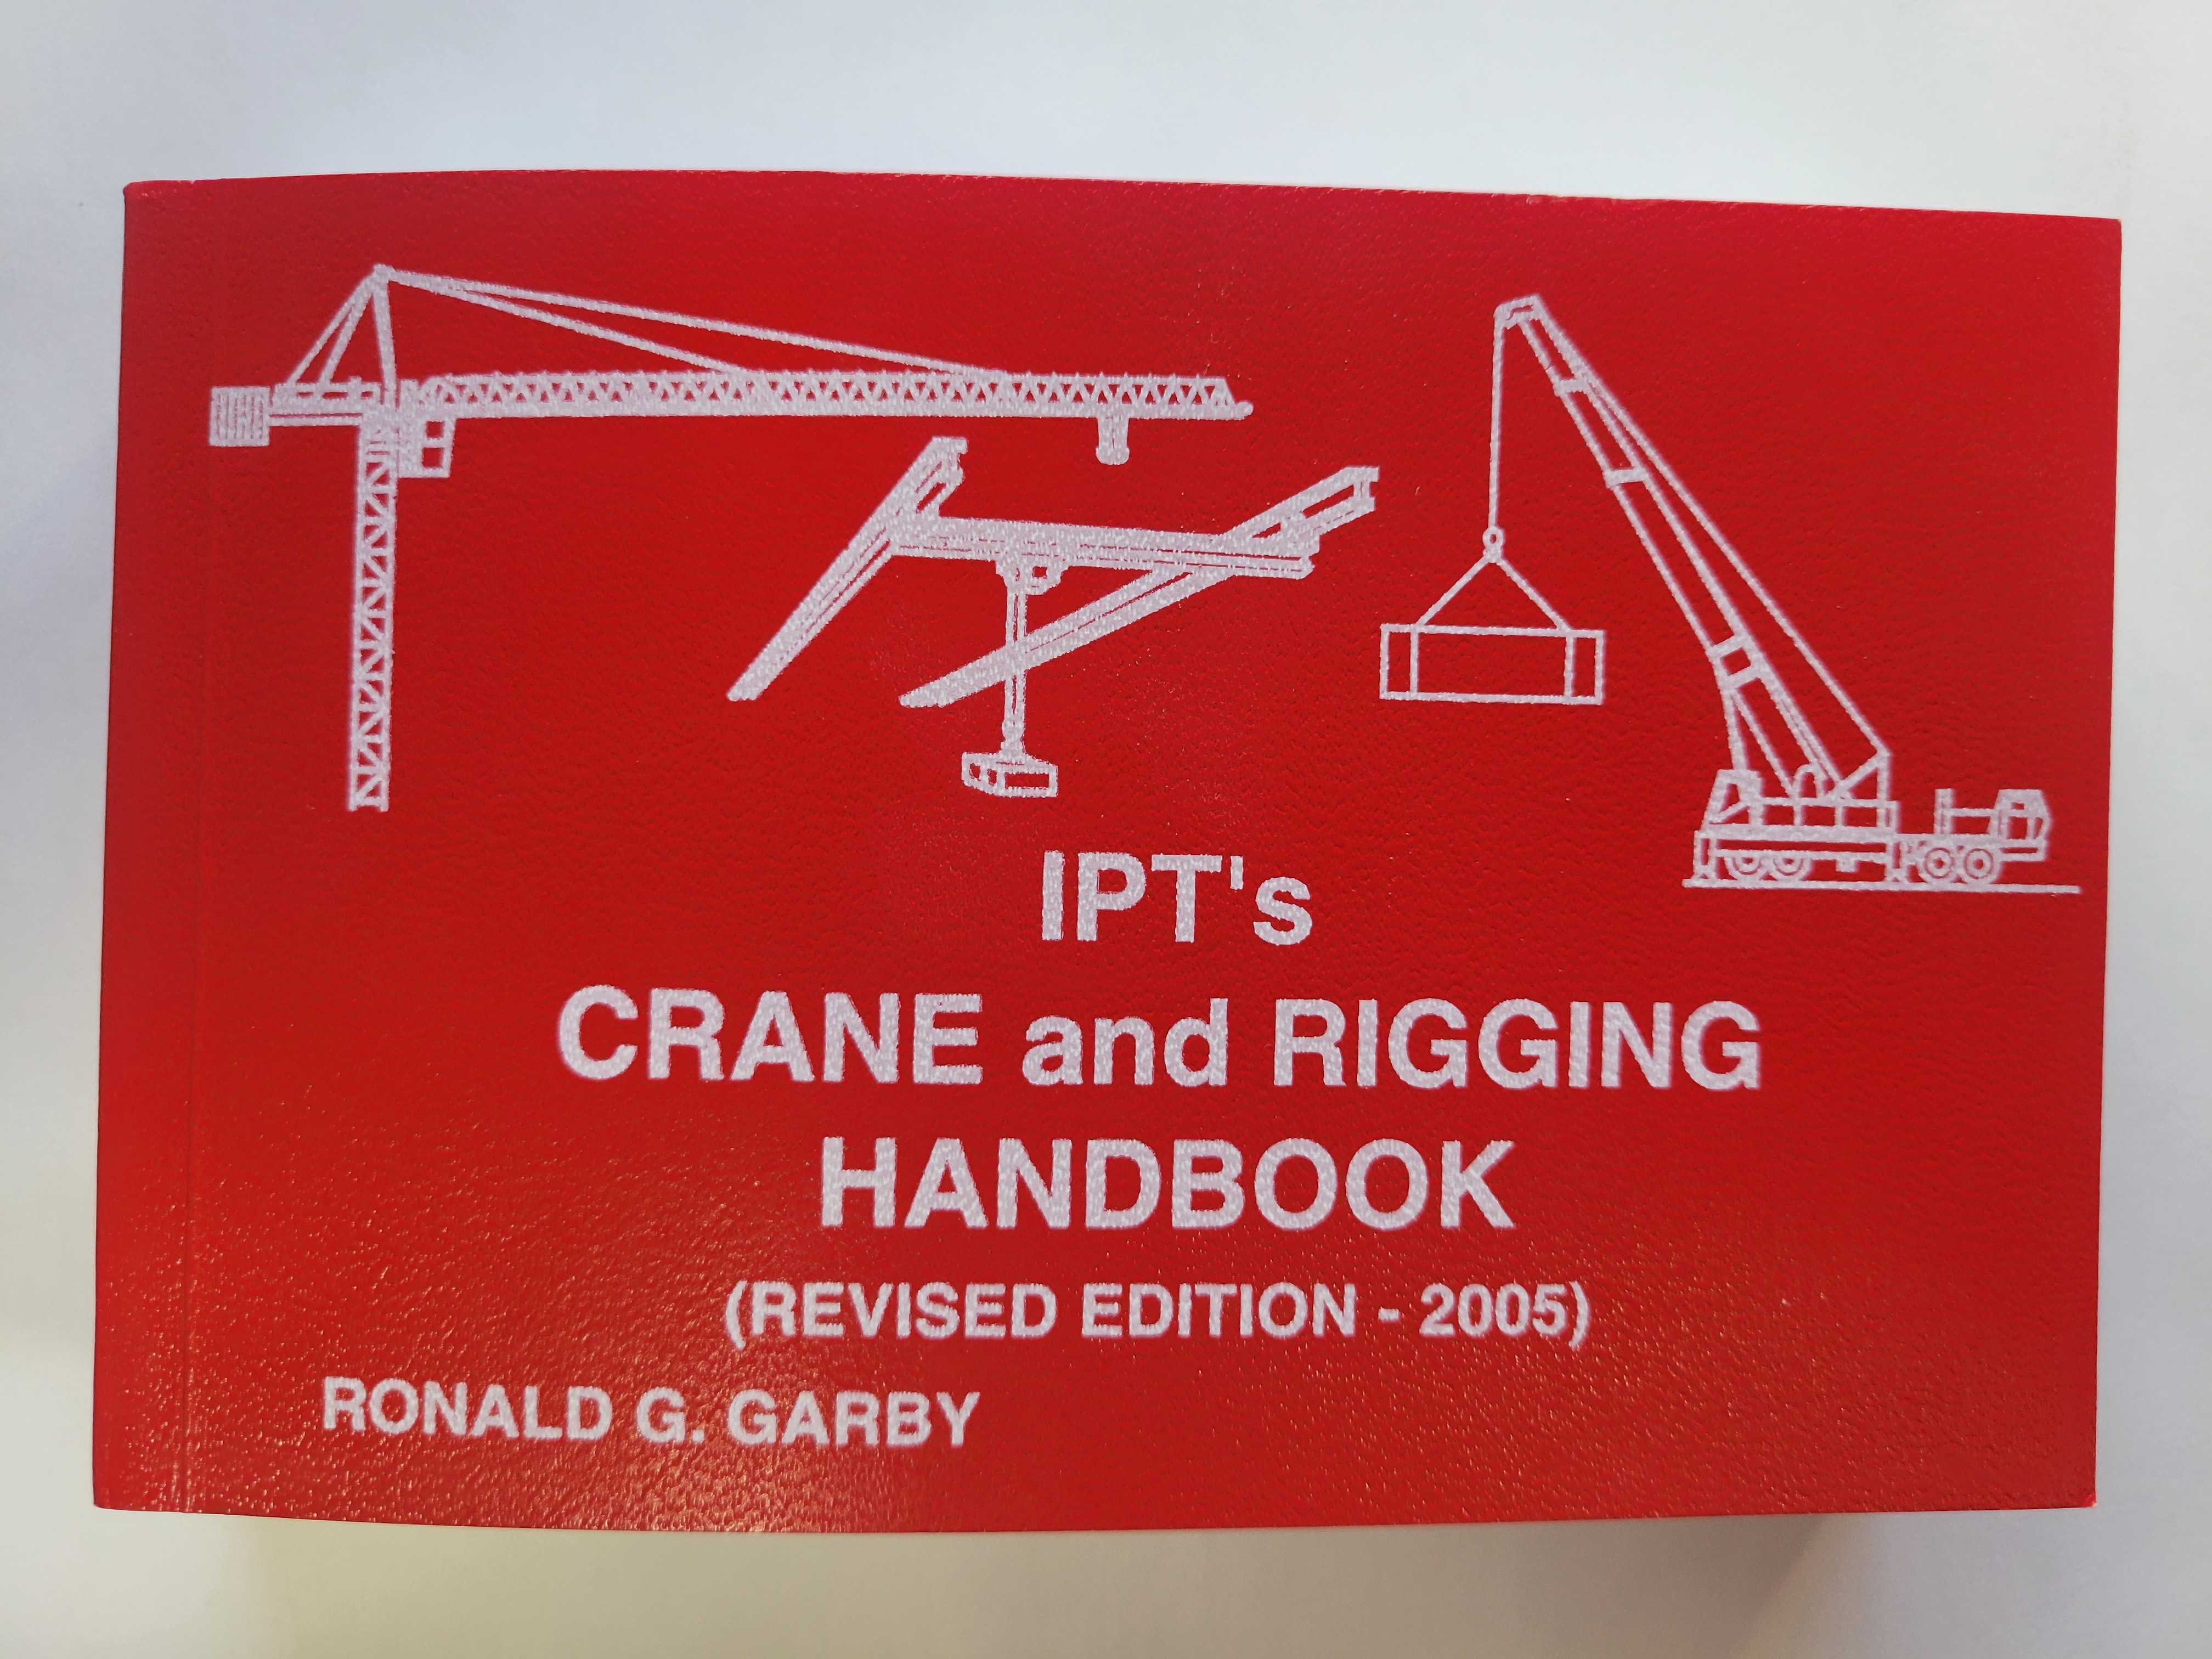 IPT's
CRANE and RIGGING
HANDBOOK
(REVISED EDITION - 2005)
RONALD G. GARBY